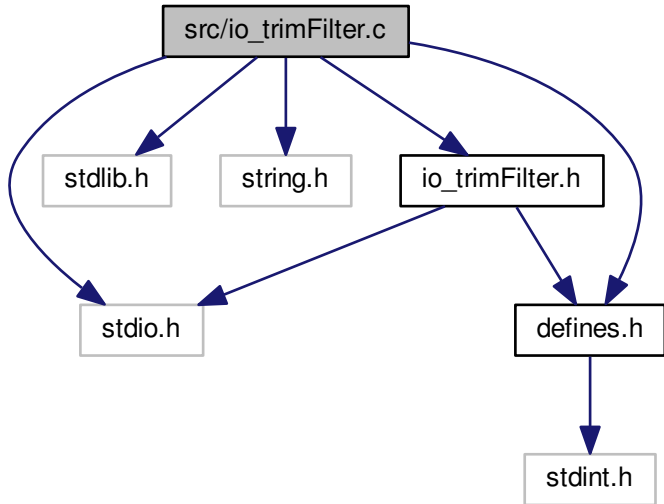 src/io_trimFilter.c
stdlib.h
string.h
io_trimFilter.h
stdio.h
defines.h
stdint.h